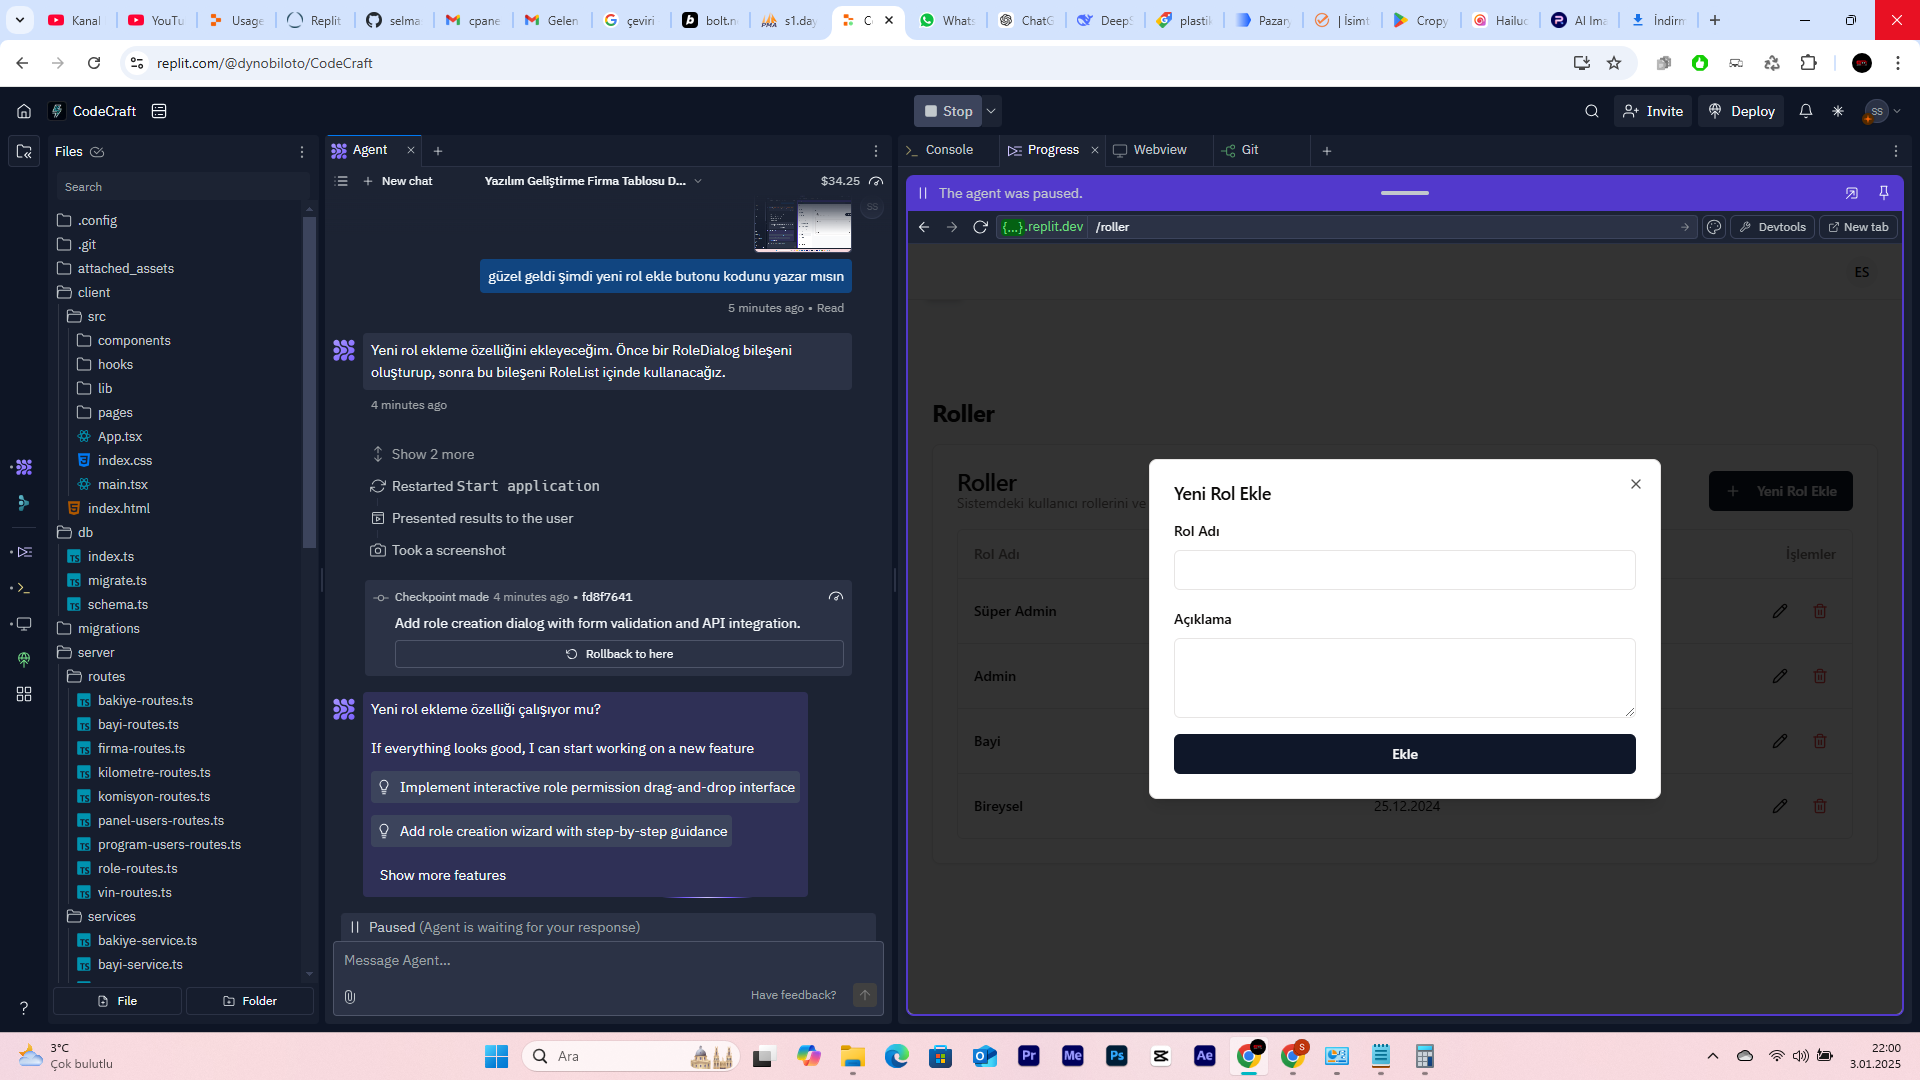 Kanal
YouTu
Usage
Replit
selma
cpane
Gelen
çeviri
bolt.n
s1.day
WhatsA
ChatG
DeepS
plastik
Pazary
| İsimt
Cropy
Hailuo
AI Ima
İndirm
replit.com/@dynobiloto/CodeCraft
CodeCraft
Stop
Invite
Deploy
SS
Files
Search
.config
.git
attached_assets
client
src
components
hooks
lib
pages
App.tsx
index.css
main.tsx
index.html
db
index.ts
migrate.ts
schema.ts
migrations
server
routes
bakiye-routes.ts
bayi-routes.ts
firma-routes.ts
kilometre-routes.ts
komisyon-routes.ts
panel-users-routes.ts
program-users-routes.ts
role-routes.ts
vin-routes.ts
services
bakiye-service.ts
bayi-service.ts
File
Folder
Agent
New chat
Yazılım Geliştirme Firma Tablosu D...
$34.25
SS
güzel geldi şimdi yeni rol ekle butonu kodunu yazar mısın
5 minutes ago • Read
Yeni rol ekleme özelliğini ekleyeceğim. Önce bir RoleDialog bileşeni
oluşturup, sonra bu bileşeni RoleList içinde kullanacağız.
4 minutes ago
Show 2 more
Restarted Start application
Presented results to the user
Took a screenshot
Checkpoint made 4 minutes ago • fd8f7641
Add role creation dialog with form validation and API integration.
Rollback to here
Yeni rol ekleme özelliği çalışıyor mu?
If everything looks good, I can start working on a new feature
Implement interactive role permission drag-and-drop interface
Add role creation wizard with step-by-step guidance
Show more features
Paused (Agent is waiting for your response)
Message Agent...
Have feedback?
Console
Progress
Webview
Git
The agent was paused.
{...}.replit.dev
/roller
Devtools
New tab
ES
Roller
Roller
Sistemdeki kullanıcı rollerini ve
Yeni Rol Ekle
Rol Adı
İşlemler
Süper Admin
Admin
Bayi
Bireysel
25.12.2024
Yeni Rol Ekle
Rol Adı
Açıklama
Ekle
3°C
Çok bulutlu
Ara
Pr
Me
Ps
Ae
S
22:00
3.01.2025